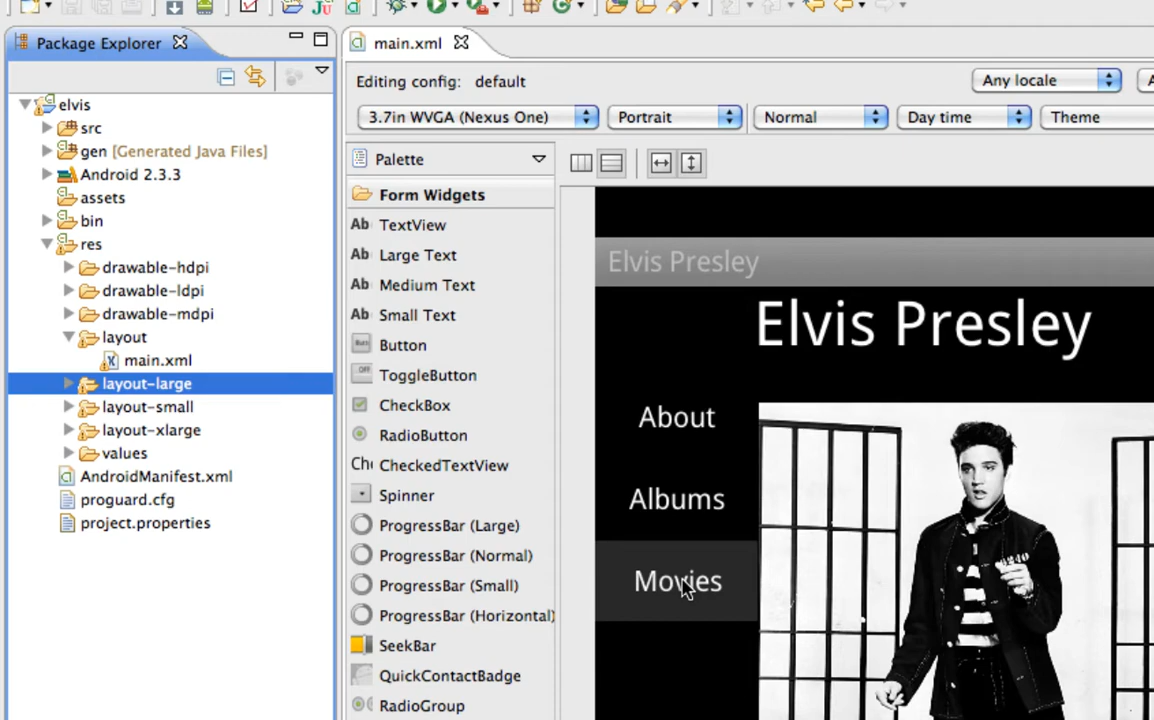 Package Explorer
main.xml
Editing config: default
Any locale
3.7in WVGA (Nexus One)
Portrait
Normal
Day time
Theme
elvis
src
gen [Generated Java Files]
Android 2.3.3
assets
bin
res
drawable-hdpi
drawable-ldpi
drawable-mdpi
layout
main.xml
layout-large
layout-small
layout-xlarge
values
AndroidManifest.xml
proguard.cfg
project.properties
Palette
Form Widgets
Ab TextView
Ab Large Text
Ab Medium Text
Ab Small Text
Button
ToggleButton
CheckBox
RadioButton
CheckedTextView
Spinner
ProgressBar (Large)
ProgressBar (Normal)
ProgressBar (Small)
ProgressBar (Horizontal)
SeekBar
QuickContactBadge
RadioGroup
Elvis Presley
Elvis Presley
About
Albums
Movies